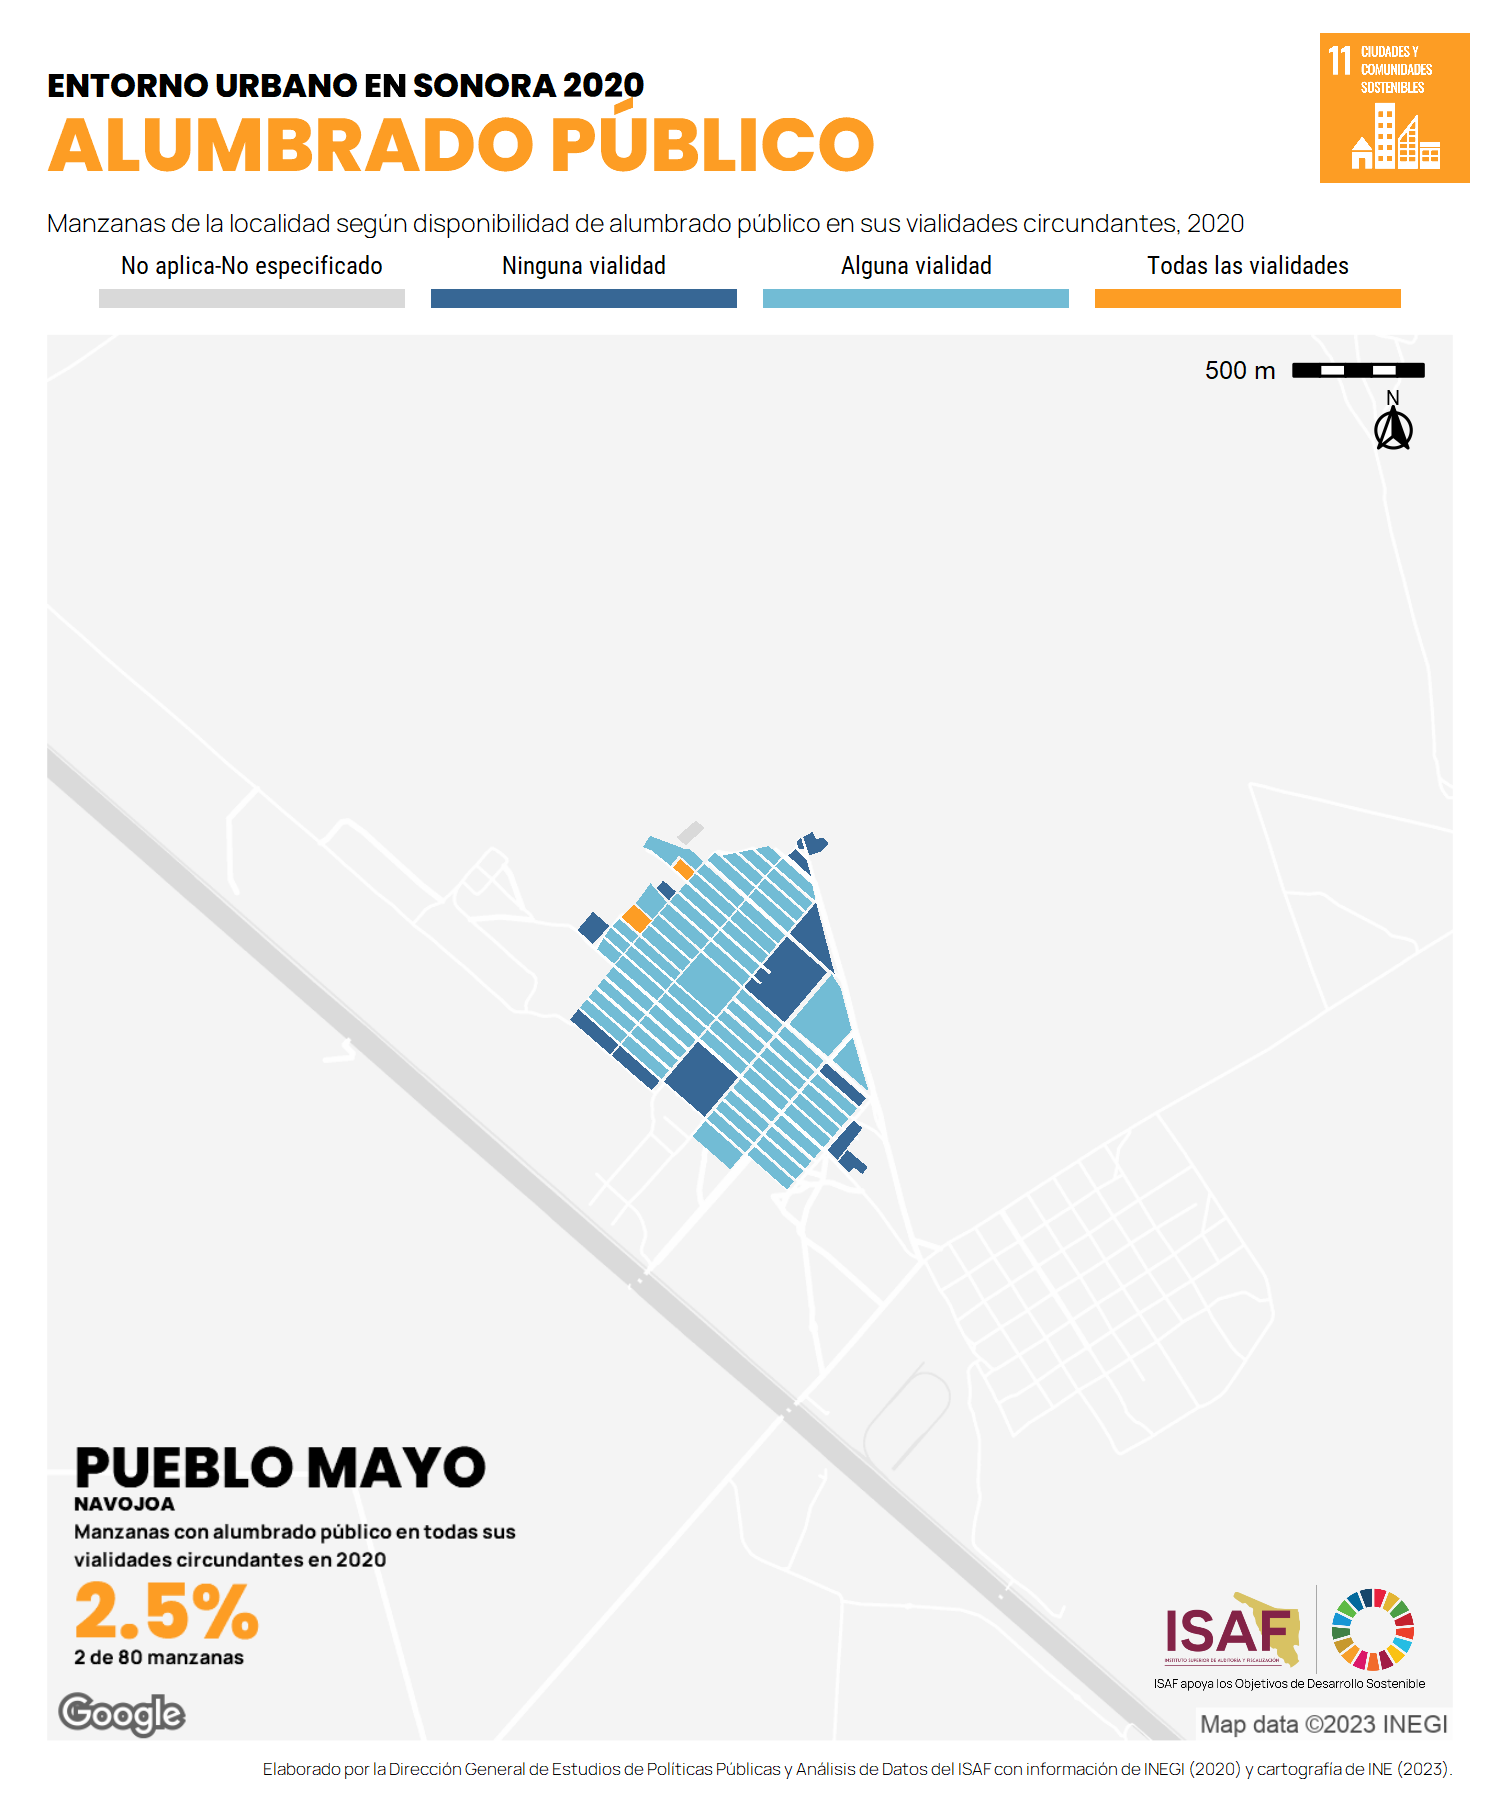 ENTORNO URBANO EN SONORA 2020
ALUMBRADO PÚBLICO
11 CIUDADES Y
COMUNIDADES
SOSTENIBLES
Manzanas de la localidad según disponibilidad de alumbrado público en sus vialidades circundantes, 2020
No aplica-No especificado
Ninguna vialidad
Alguna vialidad
Todas las vialidades
500 m
N
PUEBLO MAYO
NAVOJOA
Manzanas con alumbrado público en todas sus
vialidades circundantes en 2020
2.5%
2 de 80 manzanas
ISAF
INSTITUTO SUPERIOR DE AUDITORÍA Y FISCALIZACIÓN
ISAF apoya los Objetivos de Desarrollo Sostenible
Google
Map data ©2023 INEGI
Elaborado por la Dirección General de Estudios de Políticas Públicas y Análisis de Datos del ISAF con información de INEGI (2020) y cartografía de INE (2023).